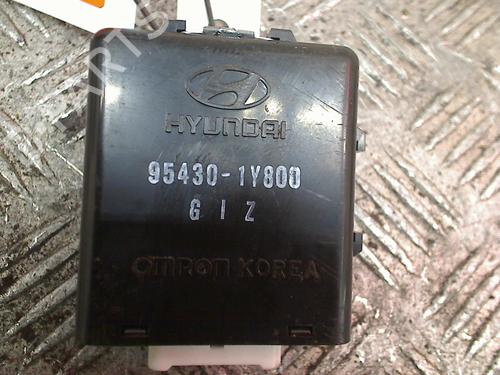 HYUNDAI
95430-1Y800
G I Z
OMRON KOREA